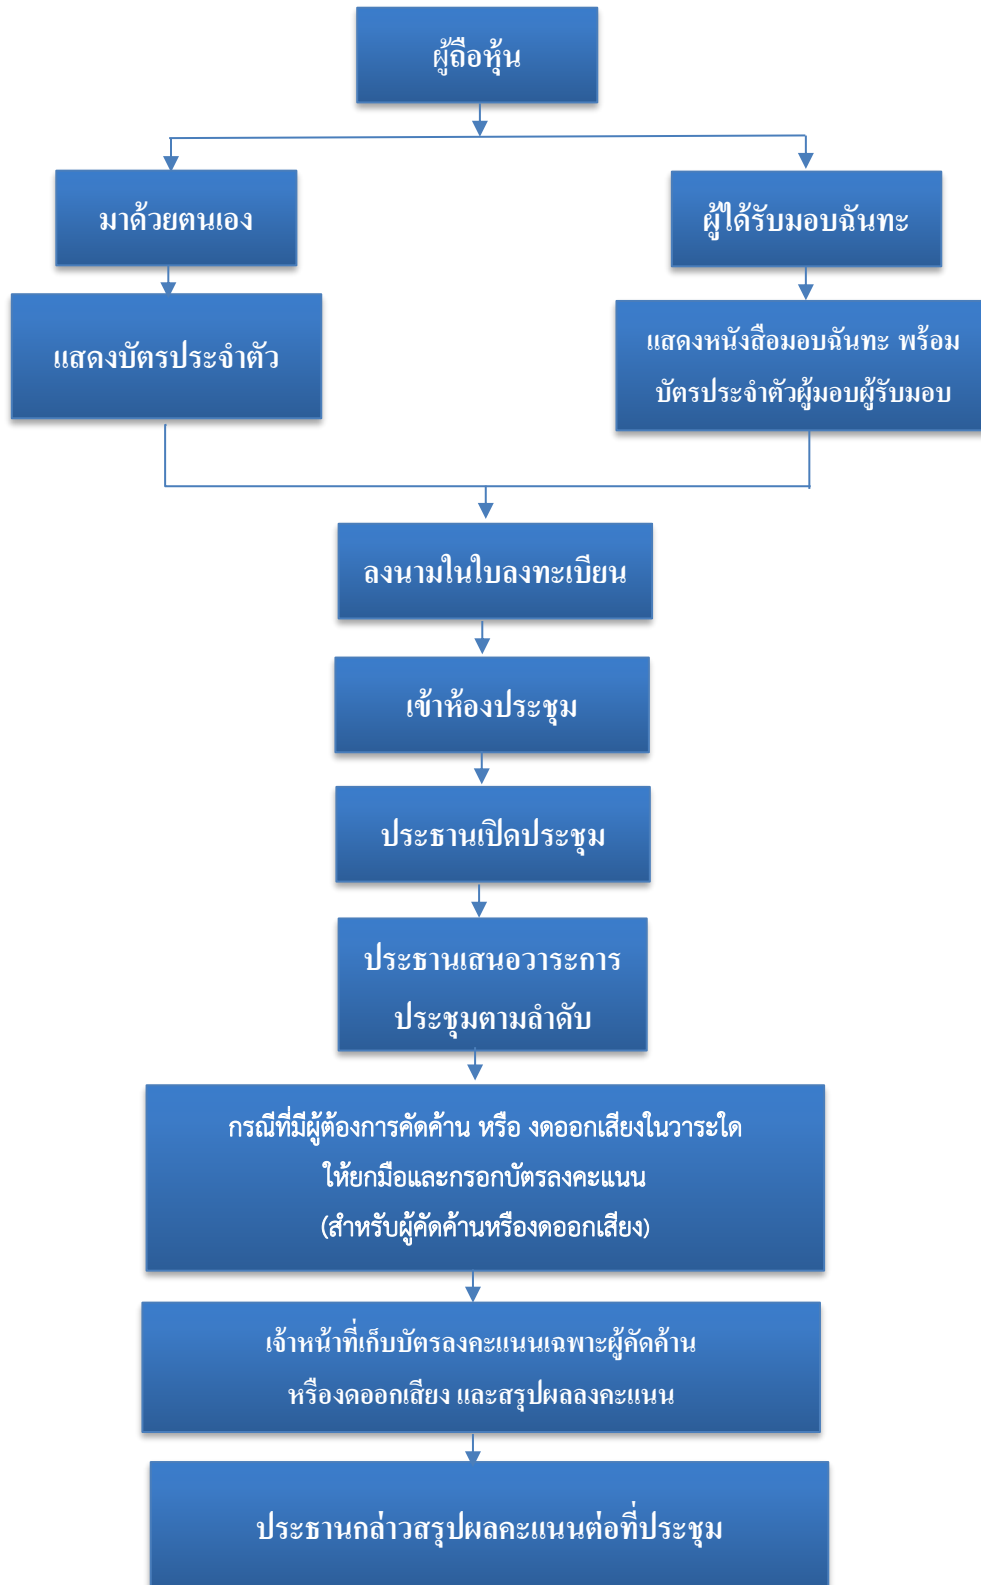 ผู้ถือหุ้น
มาด้วยตนเอง
ผู้ได้รับมอบฉันทะ
แสดงบัตรประจำตัว
แสดงหนังสือมอบฉันทะ พร้อม
บัตรประจำตัวผู้มอบผู้รับมอบ
ลงนามในใบลงทะเบียน
เข้าห้องประชุม
ประธานเปิดประชุม
ประธานเสนอวาระการ
ประชุมตามลำดับ
กรณีที่มีผู้ต้องการคัดค้าน หรือ งดออกเสียงในวาระใด
ให้ยกมือและกรอกบัตรลงคะแนน
(สำหรับผู้คัดค้านหรืองดออกเสียง)
เจ้าหน้าที่เก็บบัตรลงคะแนนเฉพาะผู้คัดค้าน
หรืองดออกเสียง และสรุปผลลงคะแนน
ประธานกล่าวสรุปผลคะแนนต่อที่ประชุม